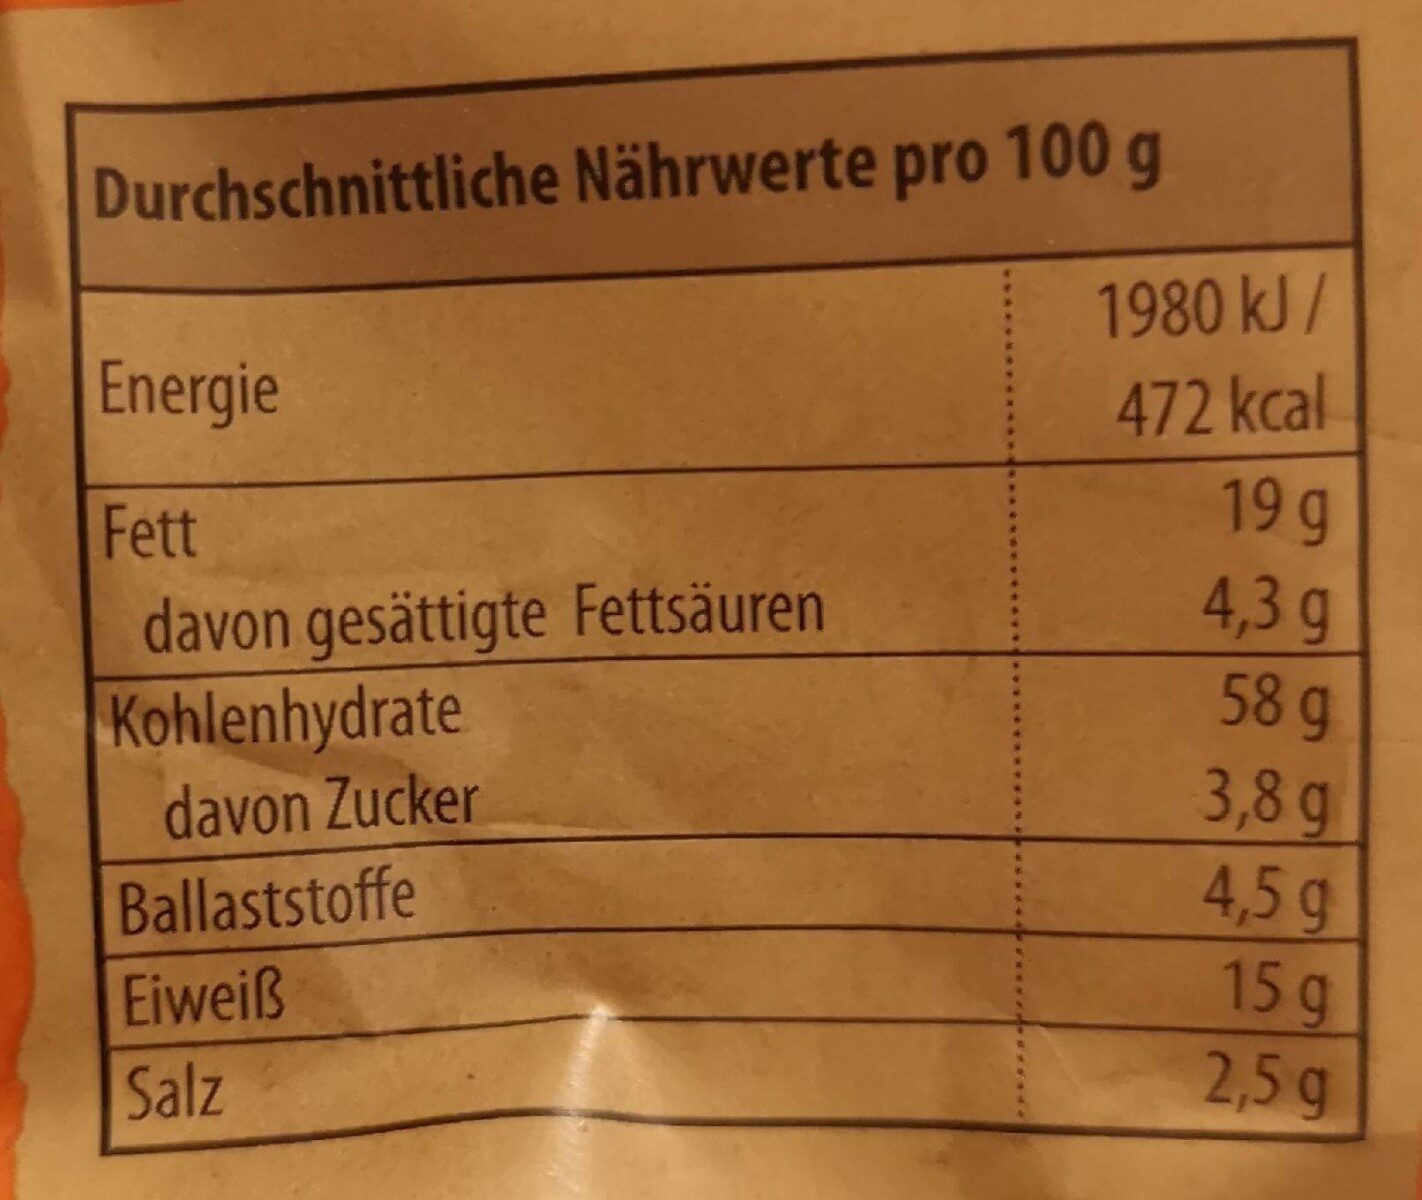 Durchschnittliche Nährwerte pro 100 g
Energie 1980 kJ /
472 kcal
Fett 19 g
davon gesättigte Fettsäuren 4,3 g
Kohlenhydrate 58 g
davon Zucker 3,8 g
Ballaststoffe 4,5 g
Eiweiß 15 g
Salz 2,5 g